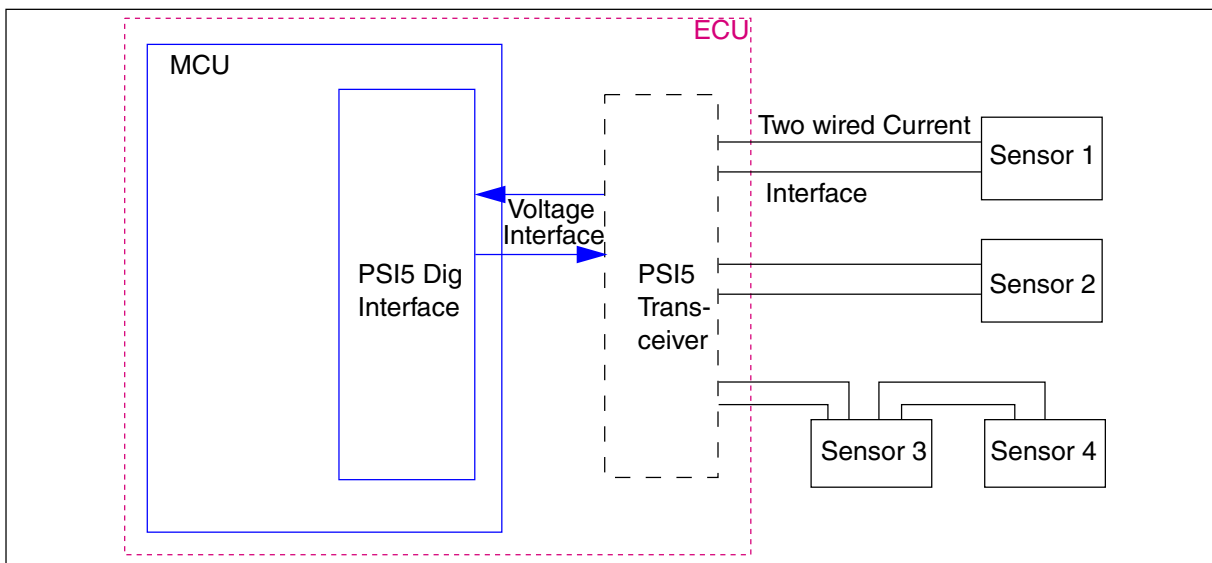 ECU
MCU
Two wired Current
Sensor 1
Interface
Voltage
Interface
PSI5 Dig
Interface
PSI5
Trans-
ceiver
Sensor 2
Sensor 3
Sensor 4